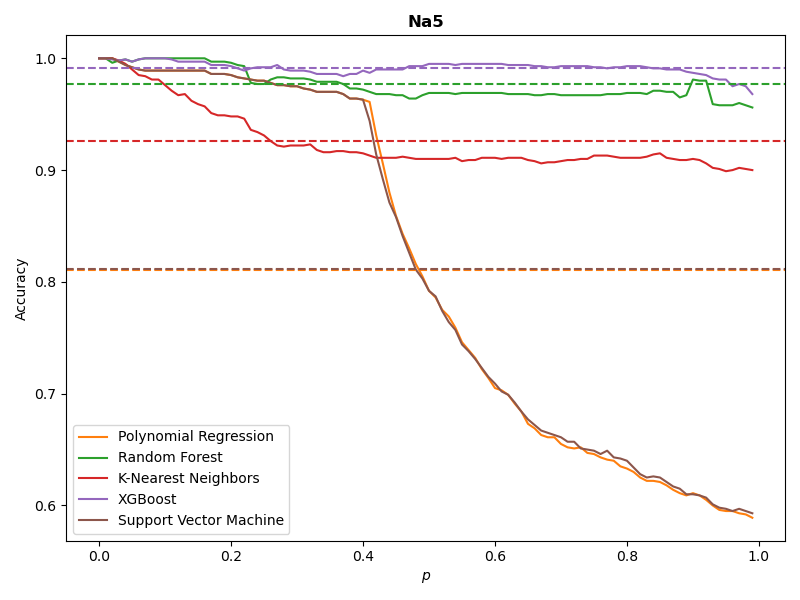 Na5
1.0
0.9
0.8
0.7
0.6
Accuracy
Polynomial Regression
Random Forest
K-Nearest Neighbors
XGBoost
Support Vector Machine
0.0 0.2 0.4 0.6 0.8 1.0
p